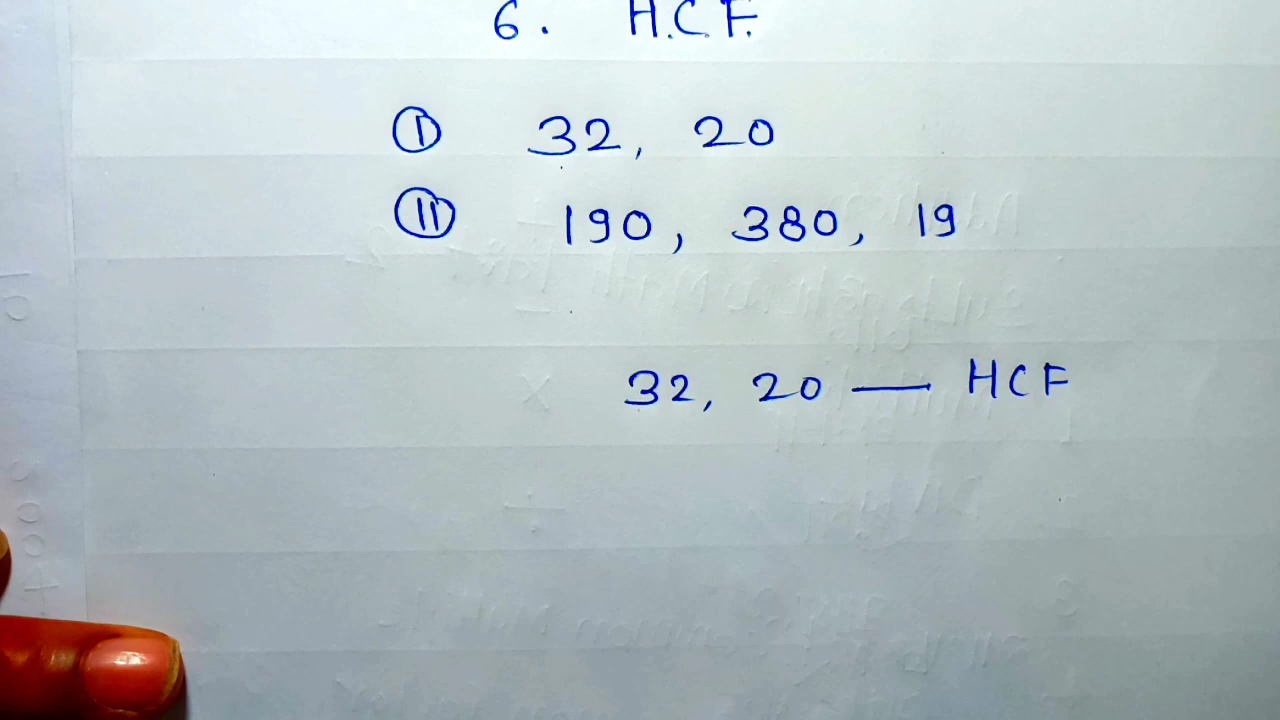 6. H.C.F.
I 32, 20
II 190, 380, 19
32, 20 — HCF